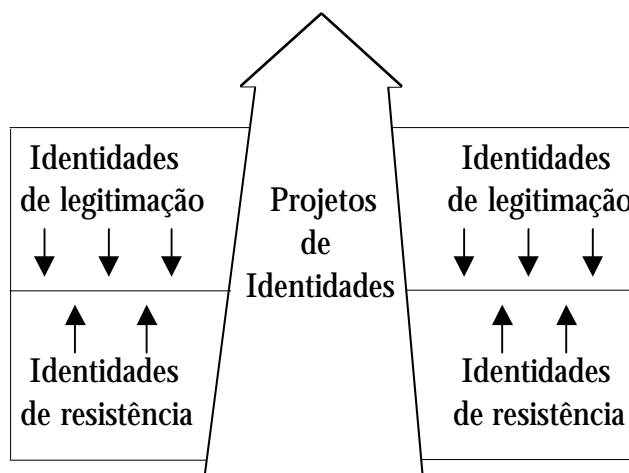 Identidades
de legitimação
Projetos
de
Identidades
Identidades
de legitimação
Identidades
de resistência
Identidades
de resistência